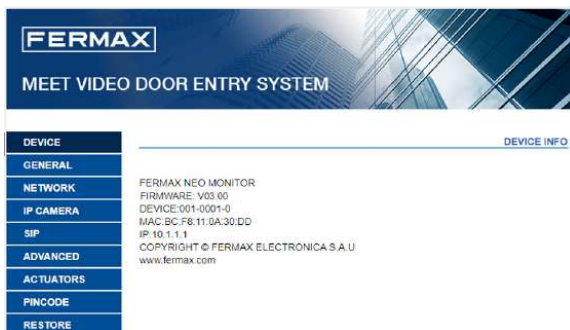 FERMAX
MEET VIDEO DOOR ENTRY SYSTEM
DEVICE
GENERAL
NETWORK
IP CAMERA
SIP
ADVANCED
ACTUATORS
PINCODE
RESTORE
DEVICE INFO
FERMAX NEO MONITOR
FIRMWARE: V03.00
DEVICE:001-0001-0
MAC:BC:F8:11:0A:30:DD
IP:10.1.1.1
COPYRIGHT © FERMAX ELECTRONICA S.A.U
www.fermax.com